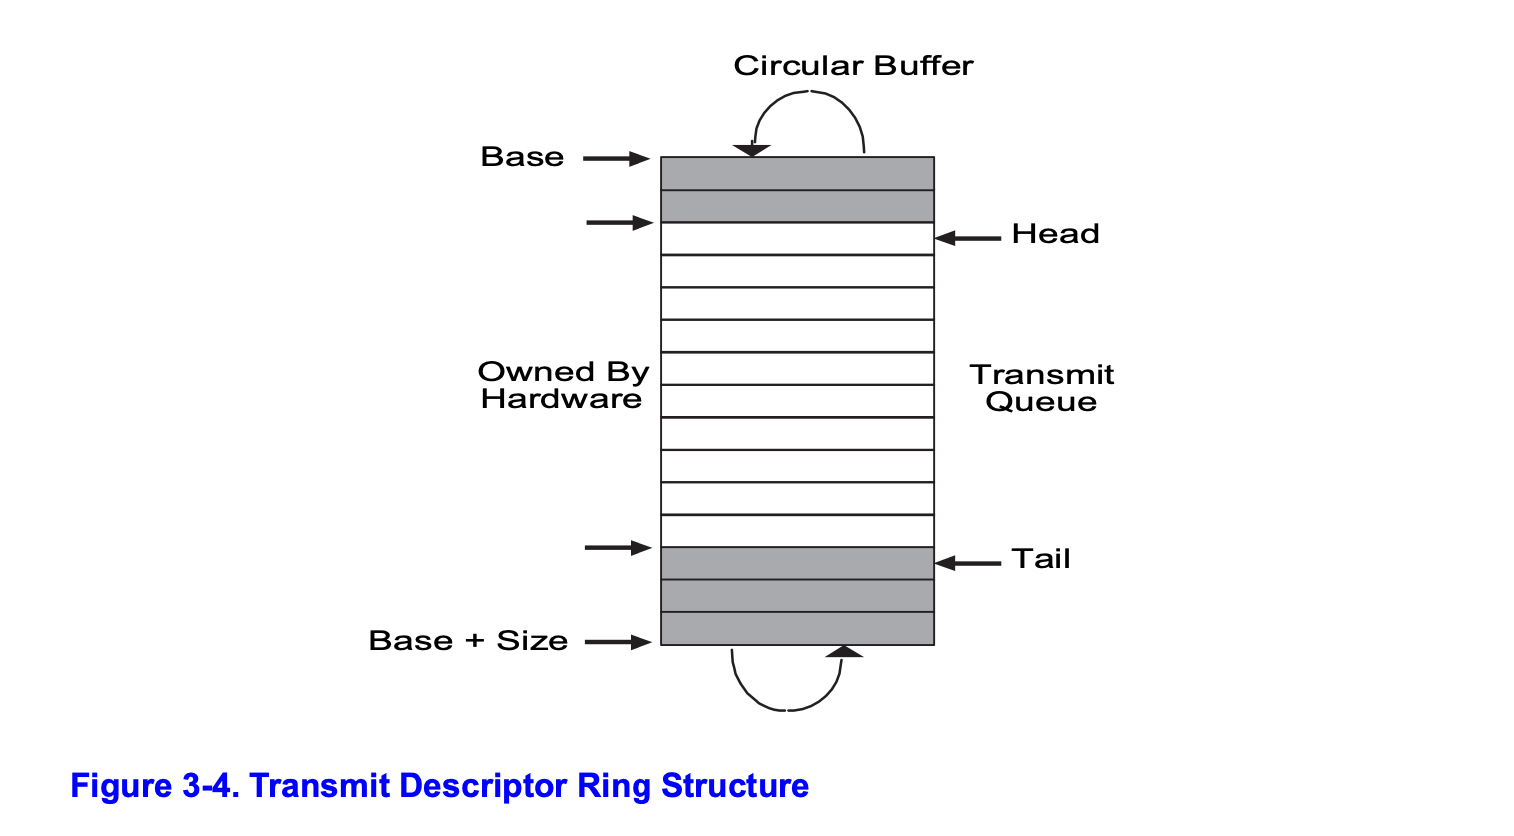 Circular Buffer
Base
Head
Owned By
Hardware
Transmit
Queue
Tail
Base + Size
Figure 3-4. Transmit Descriptor Ring Structure